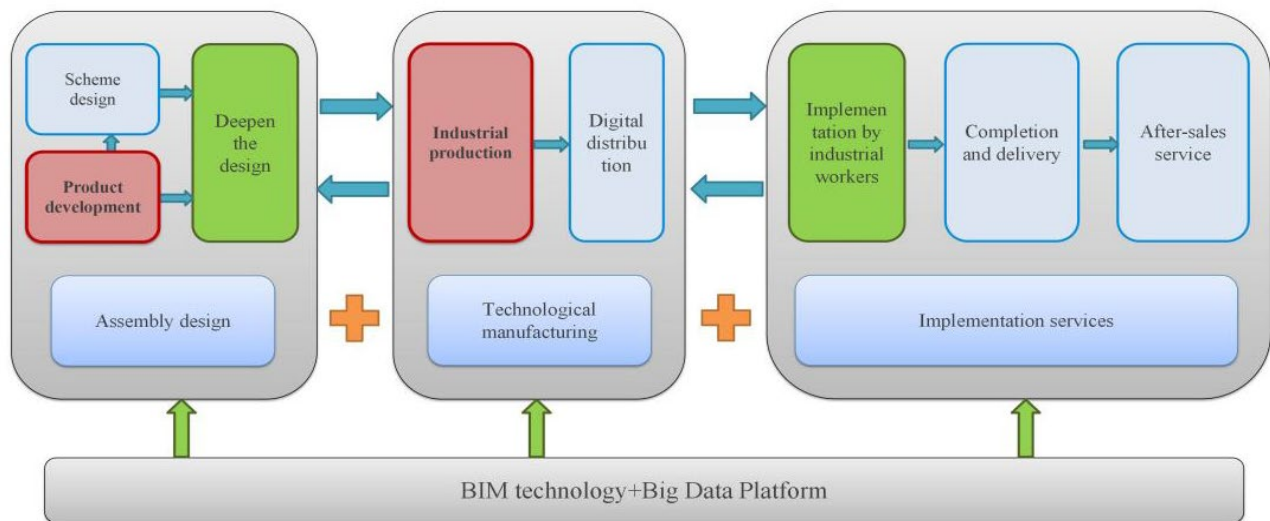 Scheme
design
Product
development
Deepen
the
design
Assembly design
Industrial
production
Digital
distribu
tion
Technological
manufacturing
Implemen
tation by
industrial
workers
Completion
and delivery
After-sales
service
Implementation services
BIM technology+Big Data Platform